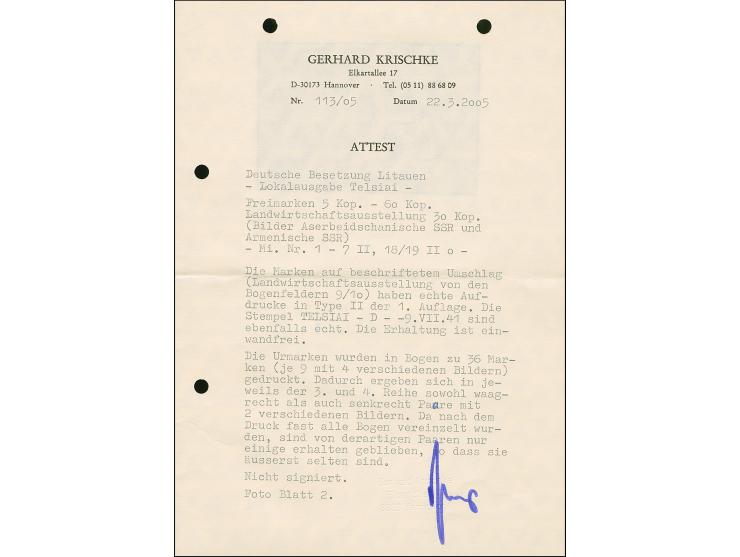 GERHARD KRISCHKE
Elkartallee 17
D-30173 Hannover · Tel. (05 11) 88 68 09
Nr. 113/o5 Datum 22.3.2oo5
ATTEST
Deutsche Besetzung Litauen
- Lokalausgabe Telsiai -
Freimarken 5 Kop. - 6o Kop.
Landwirtschaftsausstellung 3o Kop.
(Bilder Aserbeidschanische SSR und
Armenische SSR)
- Mi. Nr. 1 - 7 II, 18/19 II o -
Die Marken auf beschriftetem Umschlag
(Landwirtschaftsausstellung von den
Bogenfeldern 9/1o) haben echte Auf-
drucke in Type II der 1. Auflage. Die
Stempel TELSIAI - D - -9.VII.41 sind
ebenfalls echt. Die Erhaltung ist ein-
wandfrei.
Die Urmarken wurden in Bogen zu 36 Mar-
ken (je 9 mit 4 verschiedenen Bildern)
gedruckt. Dadurch ergeben sich in je-
weils der 3. und 4. Reihe sowohl waag-
recht als auch senkrecht Paare mit
2 verschiedenen Bildern. Da nach dem
Druck fast alle Bogen vereinzelt wur-
den, sind von derartigen Paaren nur
einige erhalten geblieben, so dass sie
äusserst selten sind.
Nicht signiert.
Foto Blatt 2.